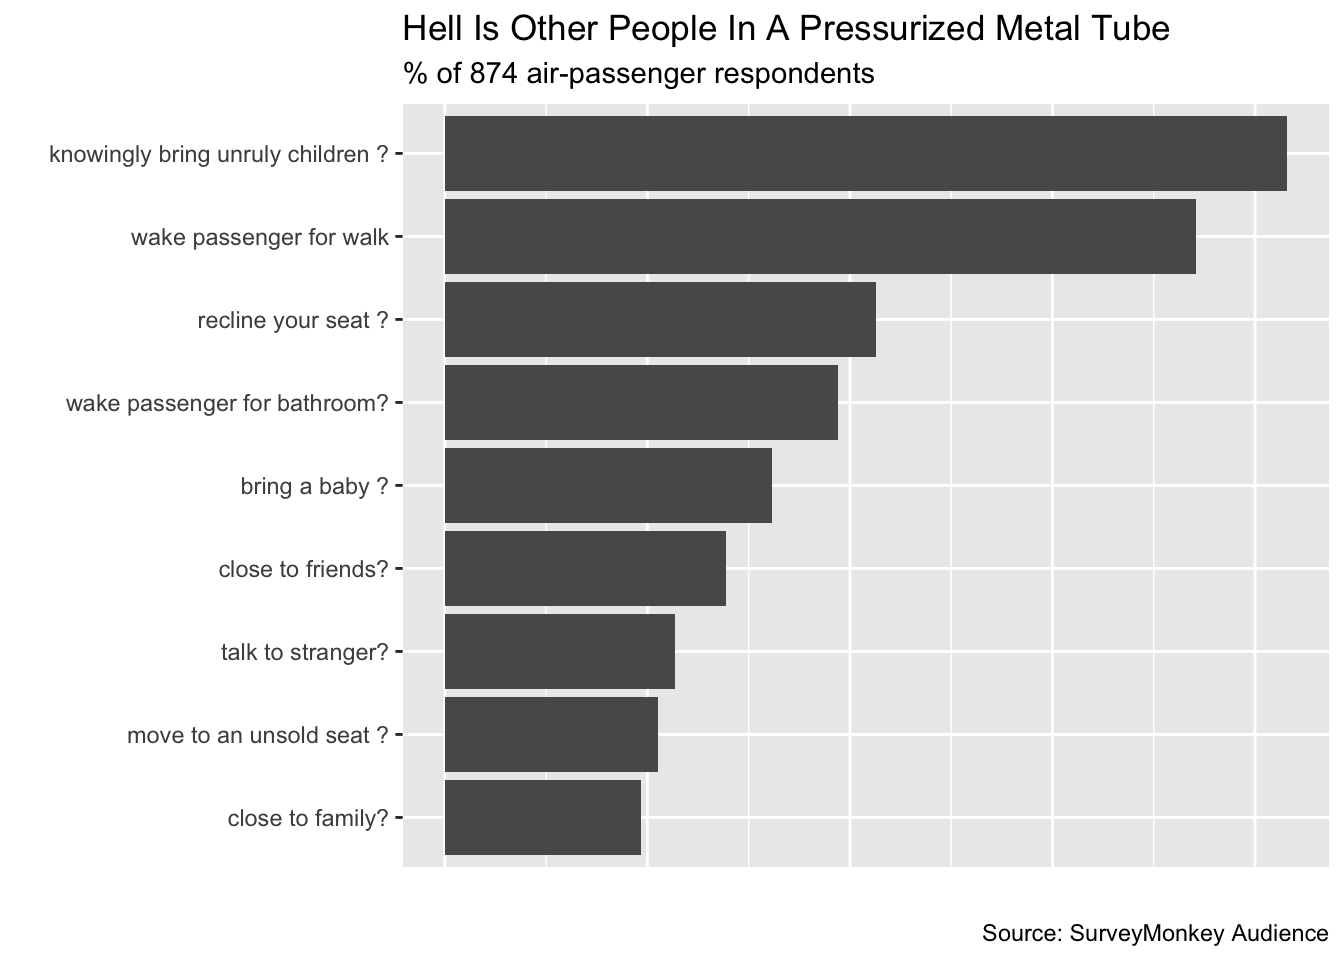 Hell Is Other People In A Pressurized Metal Tube
% of 874 air-passenger respondents
knowingly bring unruly children ?
wake passenger for walk
recline your seat ?
wake passenger for bathroom?
bring a baby ?
close to friends?
talk to stranger?
move to an unsold seat ?
close to family?
Source: SurveyMonkey Audience